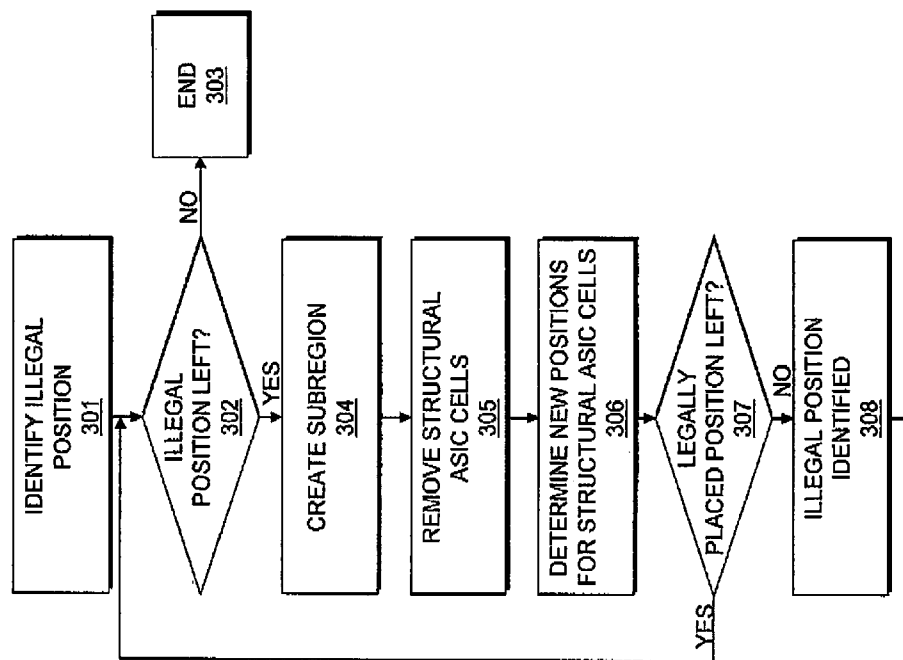 IDENTIFY ILLEGAL
POSITION
301
ILLEGAL
POSITION LEFT?
302
NO
END
303
YES
CREATE SUBREGION
304
REMOVE STRUCTURAL
ASIC CELLS
305
DETERMINE NEW POSITIONS
FOR STRUCTURAL ASIC CELLS
306
LEGALLY
PLACED POSITION LEFT?
307
YES
NO
ILLEGAL POSITION
IDENTIFIED
308